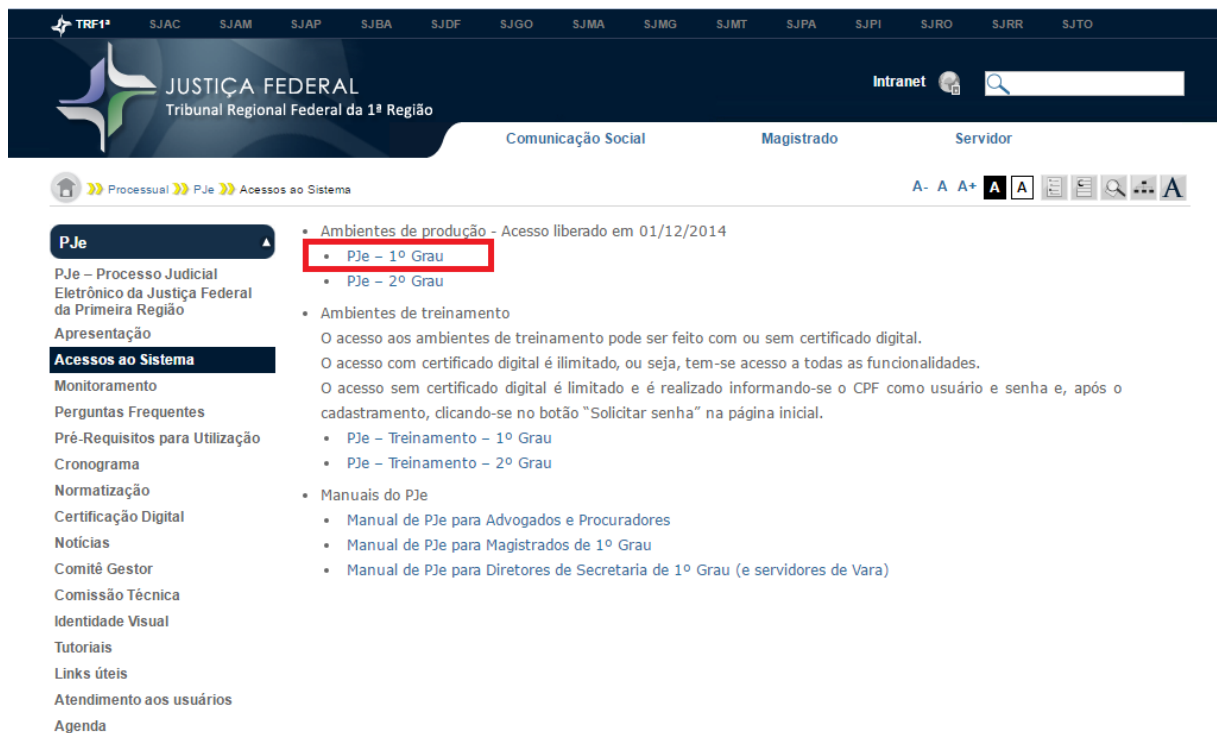 TRF1ª SJAC SJAM SJAP SJBA SJDF SJGO SJMA SJMG SJMT SJPA SJPI SJRO SJRR SJTO
JUSTIÇA FEDERAL
Tribunal Regional Federal da 1ª Região
Intranet
Comunicação Social Magistrado Servidor
Processual PJe Acessos ao Sistema
A- A A+ A A A
PJe
PJe – Processo Judicial
Eletrônico da Justiça Federal
da Primeira Região
Apresentação
Acessos ao Sistema
Monitoramento
Perguntas Frequentes
Pré-Requisitos para Utilização
Cronograma
Normatização
Certificação Digital
Notícias
Comitê Gestor
Comissão Técnica
Identidade Visual
Tutoriais
Links úteis
Atendimento aos usuários
Agenda
• Ambientes de produção - Acesso liberado em 01/12/2014
• PJe – 1º Grau
• PJe – 2º Grau
• Ambientes de treinamento
O acesso aos ambientes de treinamento pode ser feito com ou sem certificado digital.
O acesso com certificado digital é ilimitado, ou seja, tem-se acesso a todas as funcionalidades.
O acesso sem certificado digital é limitado e é realizado informando-se o CPF como usuário e senha e, após o
cadastramento, clicando-se no botão “Solicitar senha” na página inicial.
• PJe – Treinamento – 1º Grau
• PJe – Treinamento – 2º Grau
• Manuais do PJe
• Manual de PJe para Advogados e Procuradores
• Manual de PJe para Magistrados de 1º Grau
• Manual de PJe para Diretores de Secretaria de 1º Grau (e servidores de Vara)